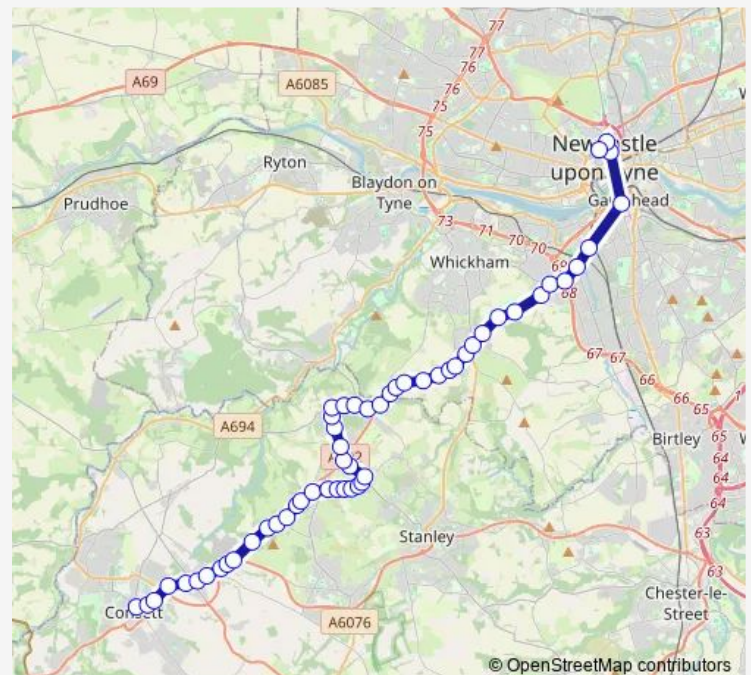 77
77
76
76
75
75
A69
A6085
Newcastle
upon Tyne
Ryton
Blaydon on
Tyne
Prudhoe
Gateshead
73
71
70
70
69
68
Whickham
67
67
66
66
65
65
64
64
63
63
A694
Birtley
Stanley
Consett
A6076
Chester-le-
Street
© OpenStreetMap contributors